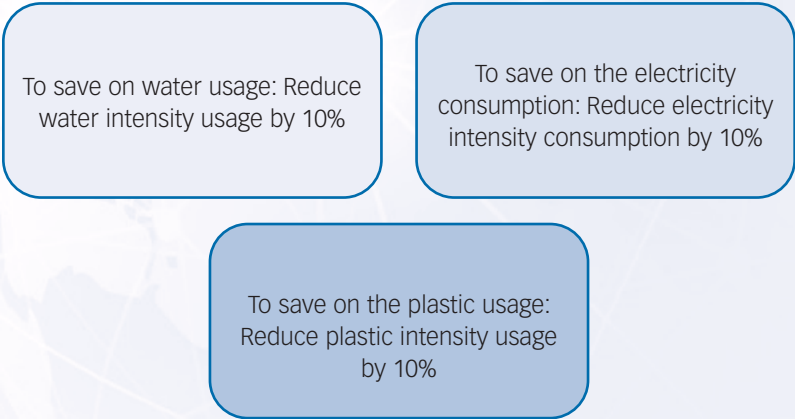 To save on water usage: Reduce
water intensity usage by 10%
To save on the electricity
consumption: Reduce electricity
intensity consumption by 10%
To save on the plastic usage:
Reduce plastic intensity usage
by 10%